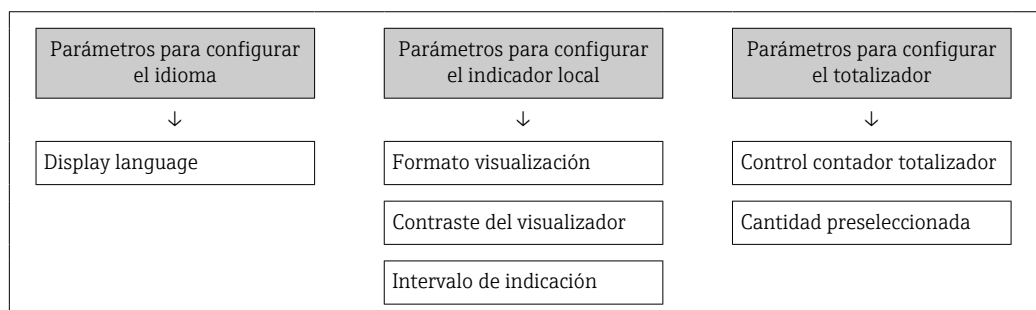 Parámetros para configurar
el idioma
↓
Display language
Parámetros para configurar
el indicador local
↓
Formato visualización
Contraste del visualizador
Intervalo de indicación
Parámetros para configurar
el totalizador
↓
Control contador totalizador
Cantidad preseleccionada